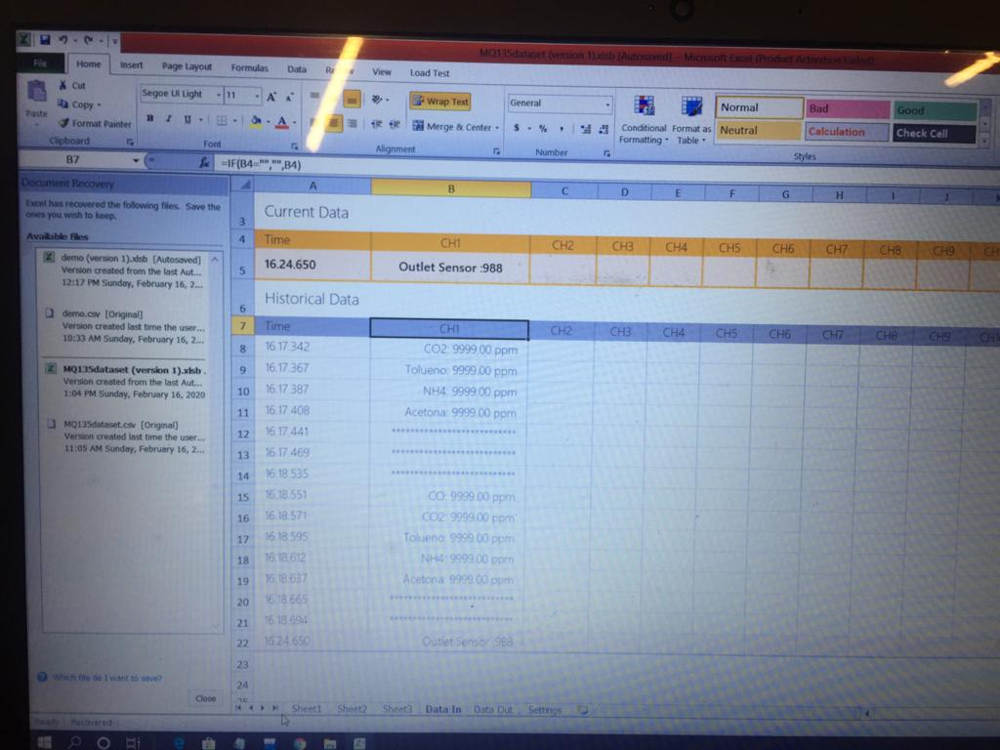 MQ135dataset (version 1).xlsb [Autosaved] - Microsoft Excel (Product Activation Failed)
File Home Insert Page Layout Formulas Data View Load Test
Cut
Copy
Format Painter
Paste
Clipboard
Segoe UI Light 11
B I U
Font
Wrap Text
Merge & Center
Alignment
General
$ % ,
Number
Conditional Formatting
Format as Table
Normal Bad Good
Neutral Calculation Check Cell
Styles
B7 fx =IF(B4="","",B4)
Document Recovery
Excel has recovered the following files. Save the
ones you wish to keep.
Available files
demo (version 1).xlsb [Autosaved]
Version created from the last Aut...
12:17 PM Sunday, February 16, 2...
demo.csv [Original]
Version created last time the user...
10:33 AM Sunday, February 16, 2...
MQ135dataset (version 1).xlsb .
Version created from the last Aut...
1:04 PM Sunday, February 16, 2020
MQ135dataset.csv [Original]
Version created last time the user...
11:05 AM Sunday, February 16, 2...
Which file do I want to save?
Close
A B C D E F G H I J
3 Current Data
4 Time CH1 CH2 CH3 CH4 CH5 CH6 CH7 CH8 CH9
5 16.24.650 Outlet Sensor :988
6 Historical Data
7 Time CH1 CH2 CH3 CH4 CH5 CH6 CH7 CH8 CH9
8 16.17.342 CO2: 9999.00 ppm
9 16.17.367 Tolueno: 9999.00 ppm
10 16.17.387 NH4: 9999.00 ppm
11 16.17.408 Acetona: 9999.00 ppm
12 16.17.441 **************************
13 16.17.469 **************************
14 16.18.535 **************************
15 16.18.551 CO: 9999.00 ppm
16 16.18.571 CO2: 9999.00 ppm
17 16.18.595 Tolueno: 9999.00 ppm
18 16.18.612 NH4: 9999.00 ppm
19 16.18.637 Acetona: 9999.00 ppm
20 16.18.665 **************************
21 16.18.694 **************************
22 16.24.650 Outlet Sensor :988
23
24
Sheet1 Sheet2 Sheet3 Data In Data Out Settings
Ready Recovered